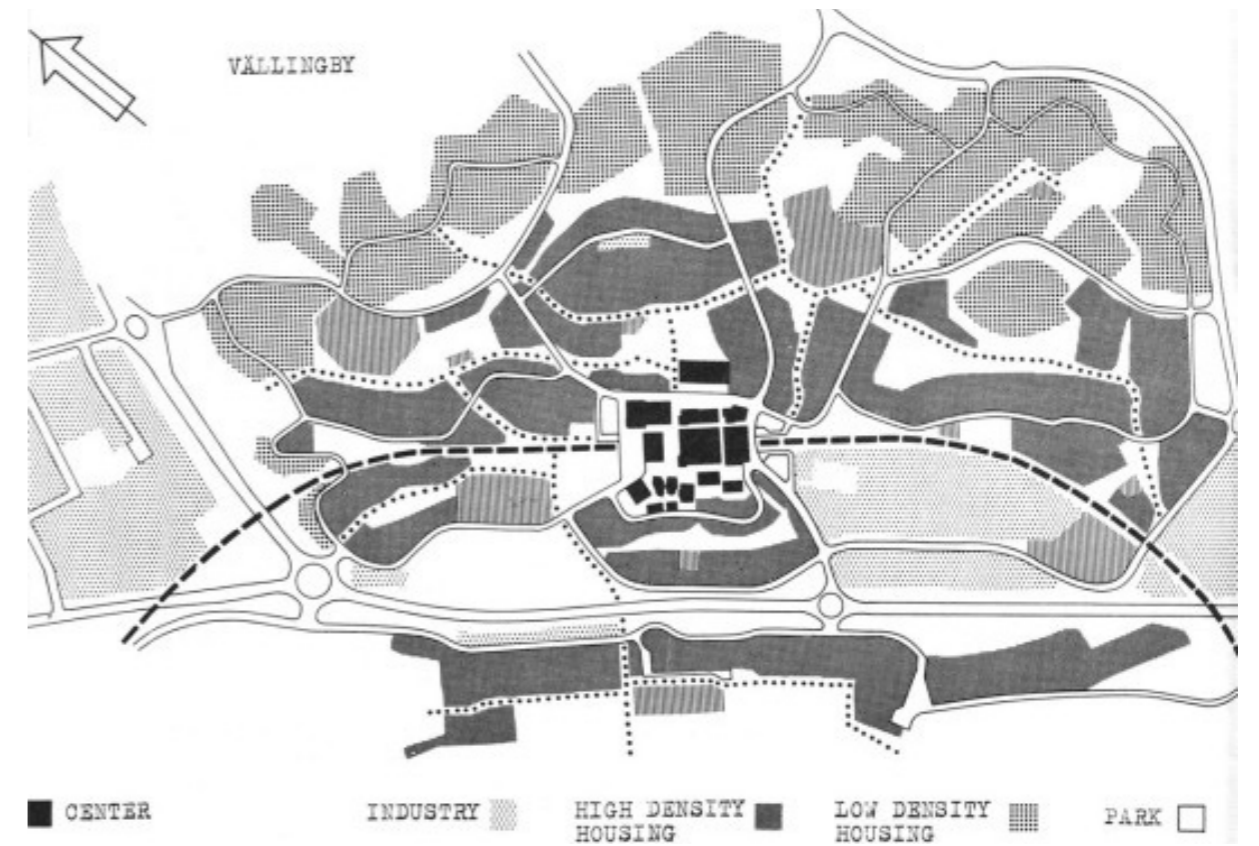 VÄLLINGBY
CENTER
INDUSTRY
HIGH DENSITY
HOUSING
LOW DENSITY
HOUSING
PARK